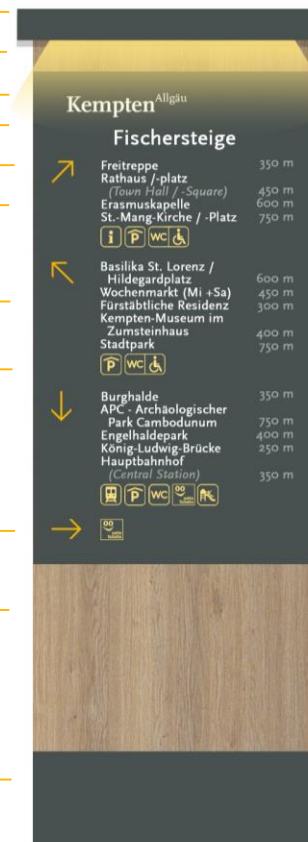 Kempten Allgäu
Fischersteige
Freitreppe 350 m
Rathaus /-platz
(Town Hall / -Square) 450 m
Erasmuskapelle 600 m
St.-Mang-Kirche / -Platz 750 m
i P WC
Basilika St. Lorenz /
Hildegardplatz 600 m
Wochenmarkt (Mi +Sa) 450 m
Fürstäbtliche Residenz 300 m
Kempten-Museum im
Zumsteinhaus 400 m
Stadtpark 750 m
P WC
Burghalde 350 m
APC - Archäologischer
Park Cambodunum 750 m
Engelhaldepark 400 m
König-Ludwig-Brücke 250 m
Hauptbahnhof
(Central Station) 350 m
P WC